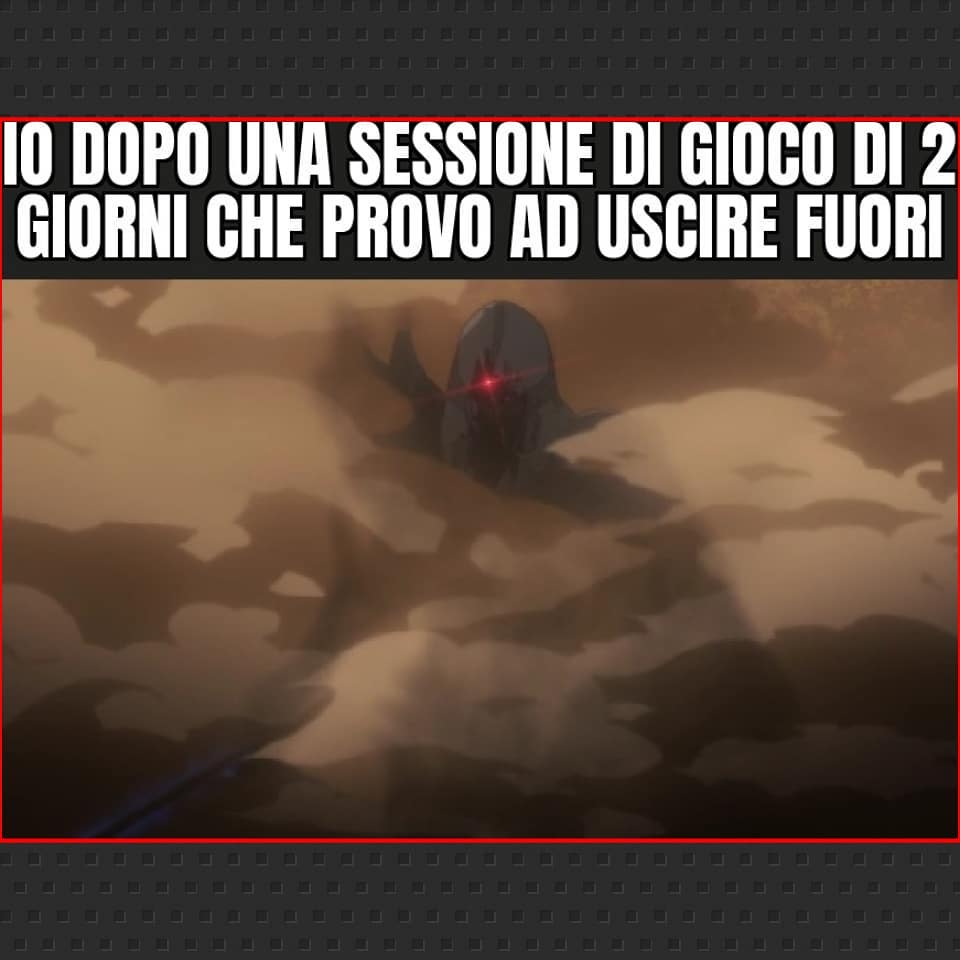 IO DOPO UNA SESSIONE DI GIOCO DI 2
GIORNI CHE PROVO AD USCIRE FUORI